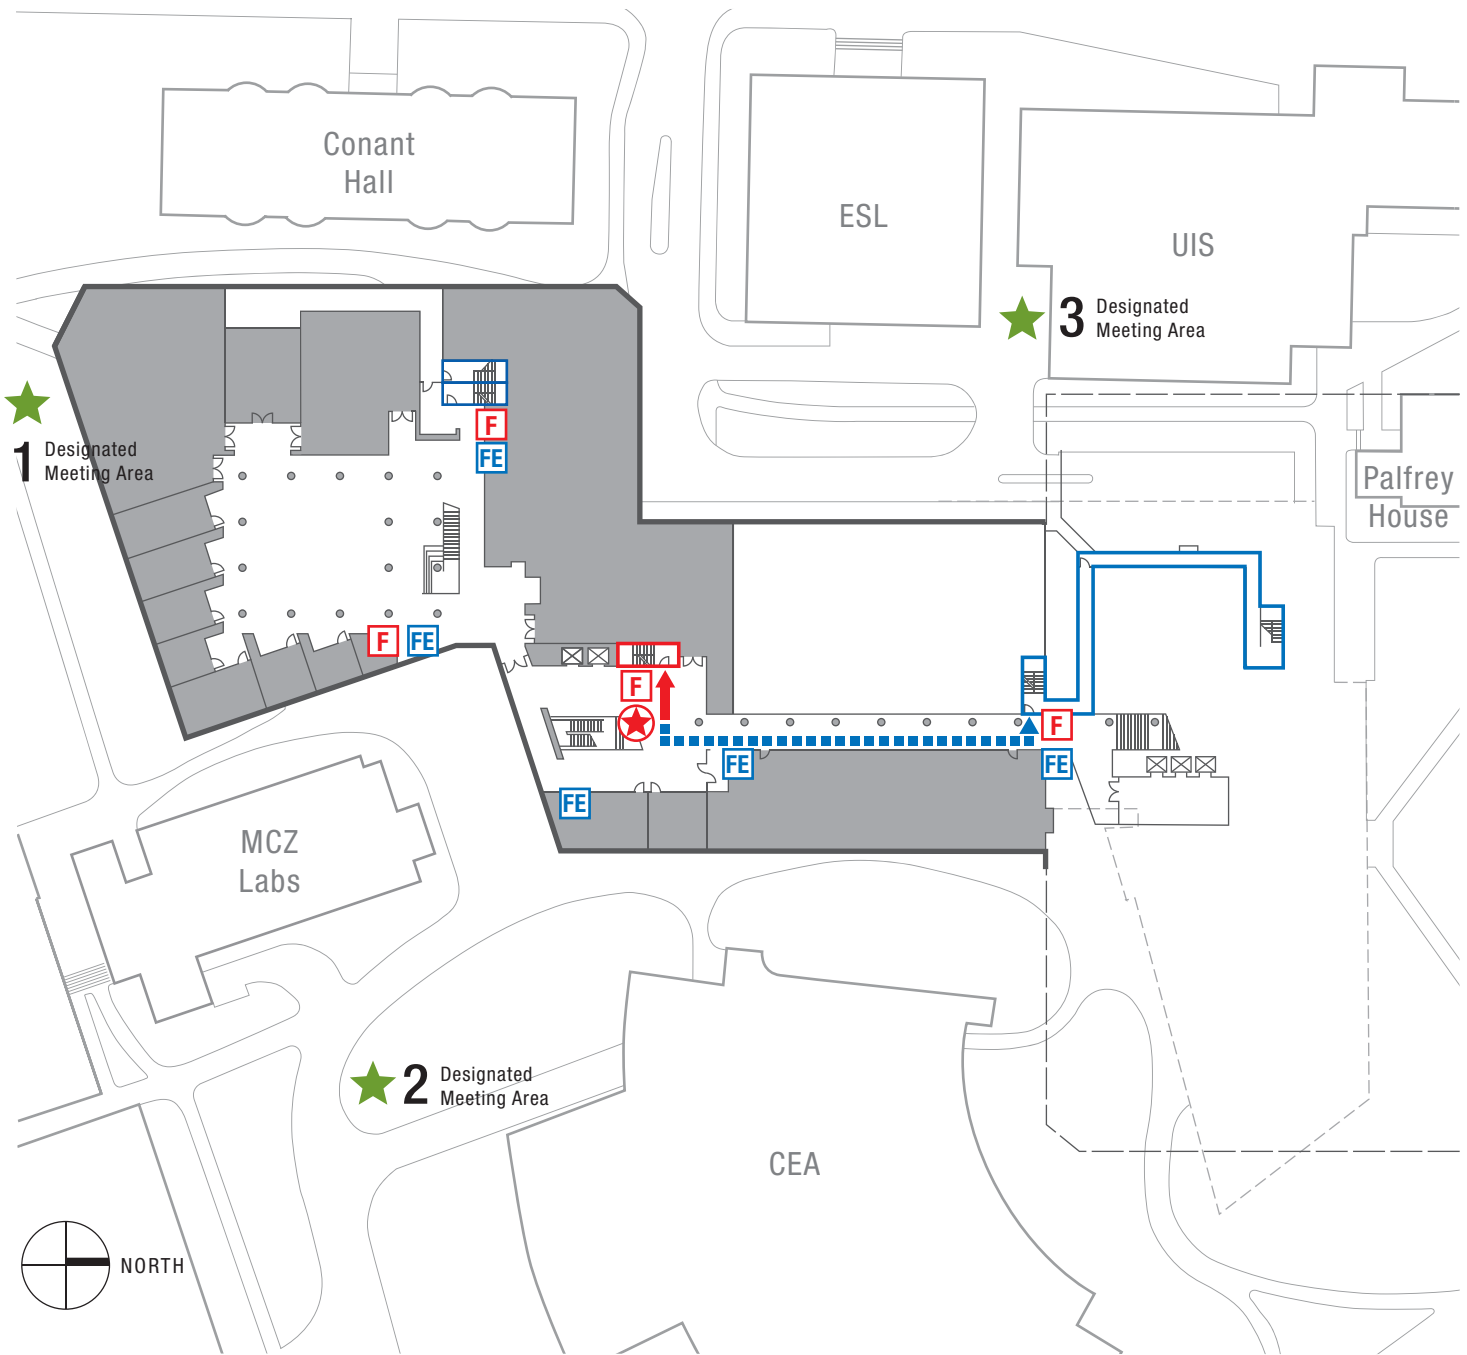 Conant
Hall
ESL
UIS
3 Designated
Meeting Area
F
FE
1 Designated
Meeting Area
Palfrey
House
F
FE
F
F
FE
FE
FE
MCZ
Labs
2 Designated
Meeting Area
CEA
NORTH